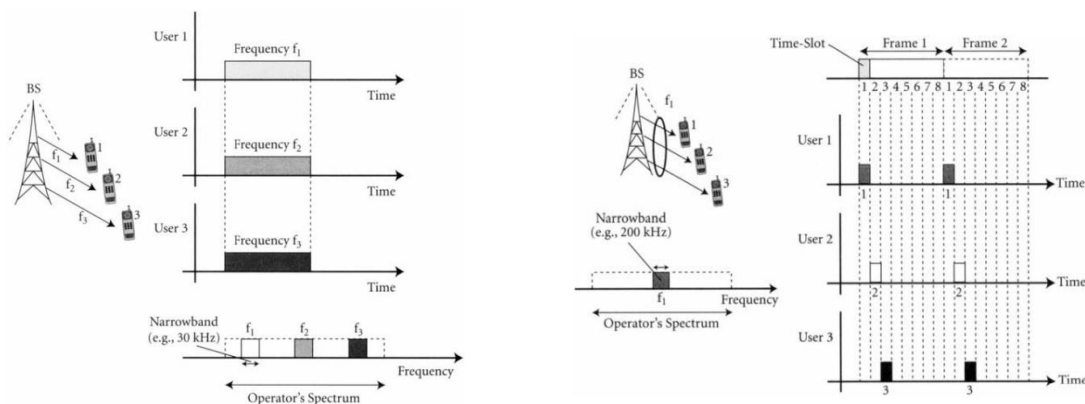 User 1
Frequency f1
Time
BS
f1
f2
f3
1
2
3
User 2
Frequency f2
Time
User 3
Frequency f3
Time
Narrowband
(e.g., 30 kHz)
f1
f2
f3
Frequency
Operator's Spectrum
Time-Slot
Frame 1
Frame 2
1 2 3 4 5 6 7 8 1 2 3 4 5 6 7 8
BS
f1
1
2
3
User 1
Time
1
1
Narrowband
(e.g., 200 kHz)
f1
Frequency
Operator's Spectrum
User 2
Time
2
2
User 3
Time
3
3